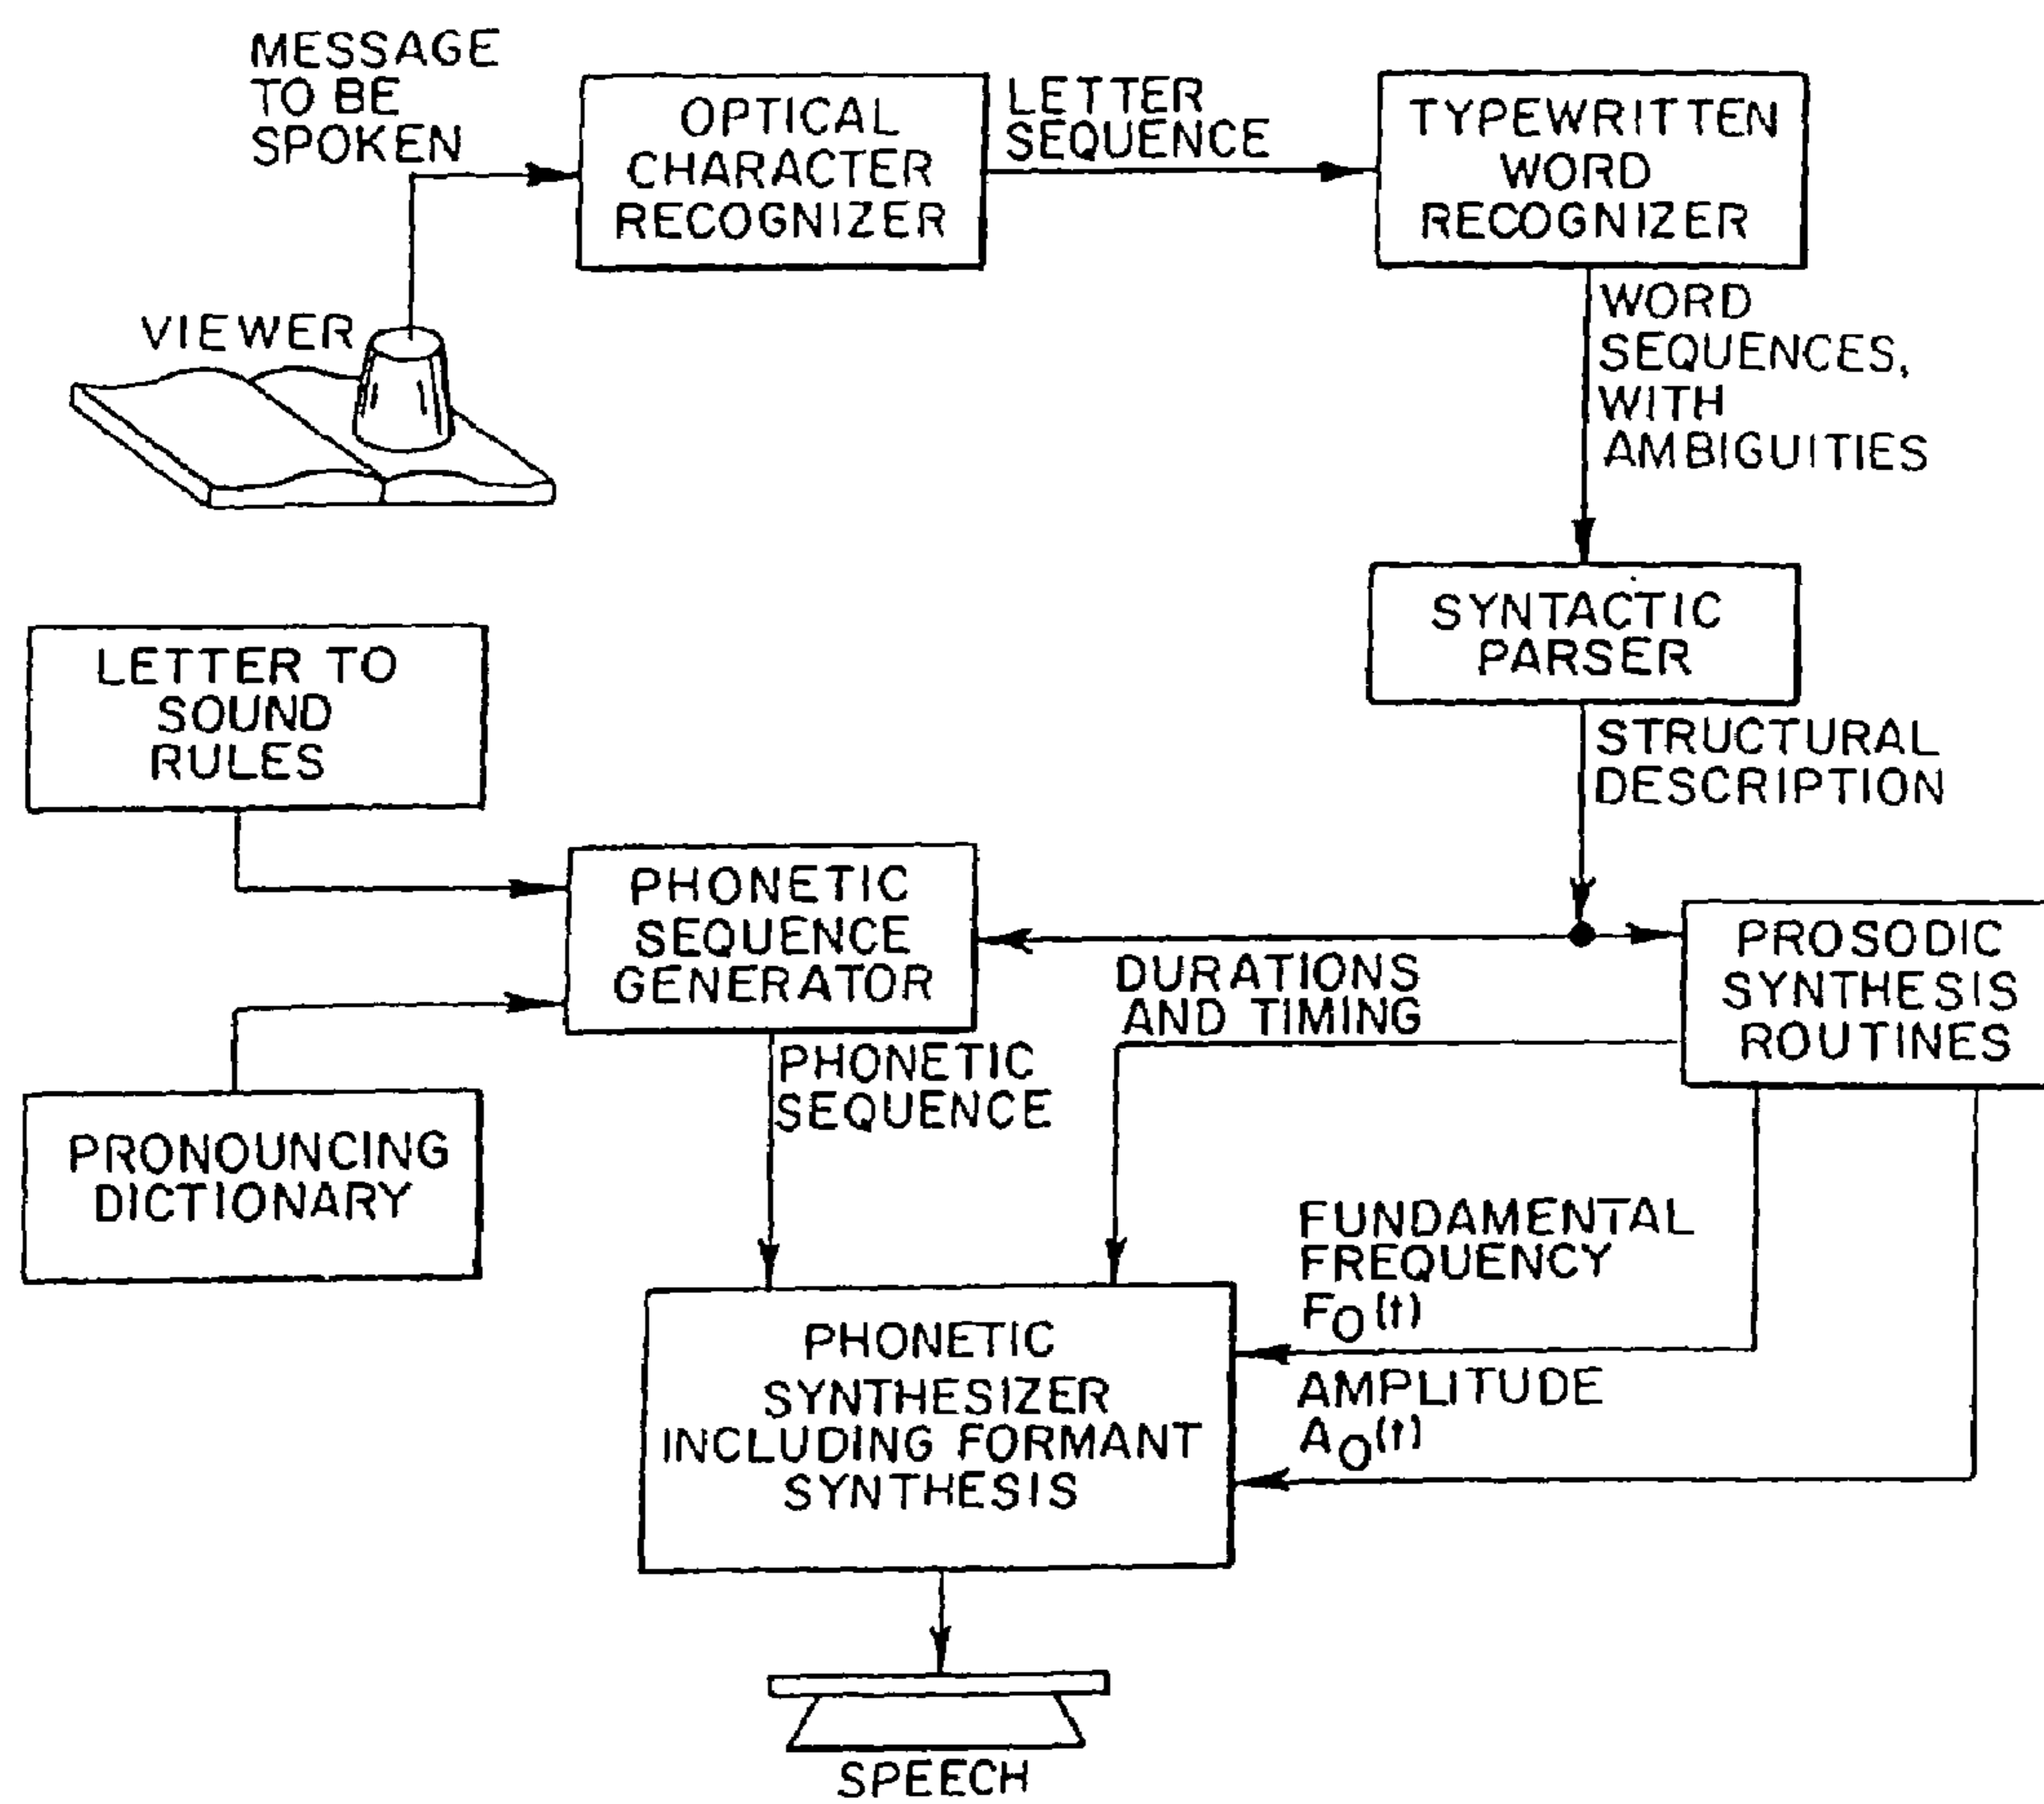 MESSAGE
TO BE
SPOKEN
OPTICAL
CHARACTER
RECOGNIZER
LETTER
SEQUENCE
TYPEWRITTEN
WORD
RECOGNIZER
VIEWER
WORD
SEQUENCES,
WITH
AMBIGUITIES
SYNTACTIC
PARSER
STRUCTURAL
DESCRIPTION
LETTER TO
SOUND
RULES
PHONETIC
SEQUENCE
GENERATOR
DURATIONS
AND TIMING
PROSODIC
SYNTHESIS
ROUTINES
PHONETIC
SEQUENCE
PRONOUNCING
DICTIONARY
FUNDAMENTAL
FREQUENCY
F₀(t)
AMPLITUDE
A₀(t)
PHONETIC
SYNTHESIZER
INCLUDING FORMANT
SYNTHESIS
SPEECH